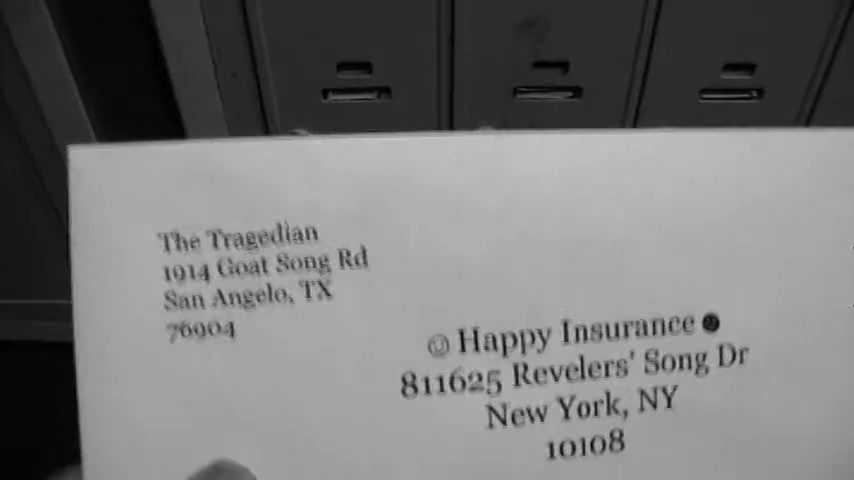 The Tragedian
1914 Goat Song Rd
San Angelo, TX
76904
☺ Happy Insurance ☻
811625 Revelers' Song Dr
New York, NY
10108